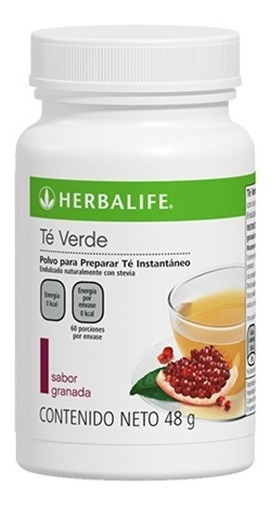 HERBALIFE®
Té Verde
Polvo para Preparar Té Instantáneo
Endulzado naturalmente con stevia
Energía
0 kcal
Energía
por
envase
0 kcal
60 porciones
por envase
sabor
granada
CONTENIDO NETO 48 g